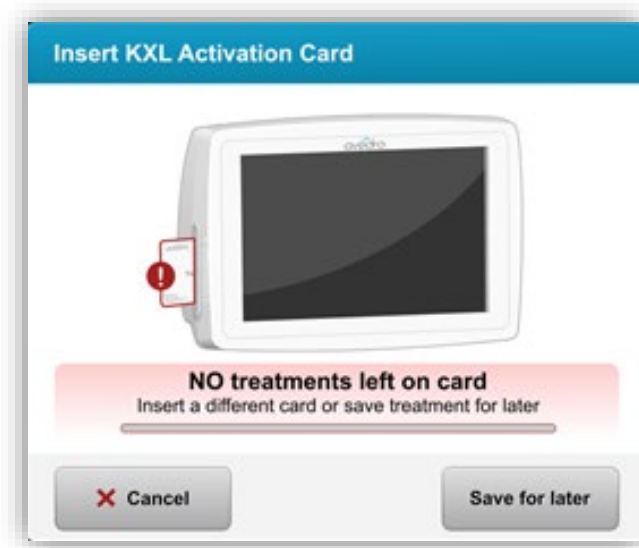 Insert KXL Activation Card
avedro
NO treatments left on card
Insert a different card or save treatment for later
Cancel
Save for later